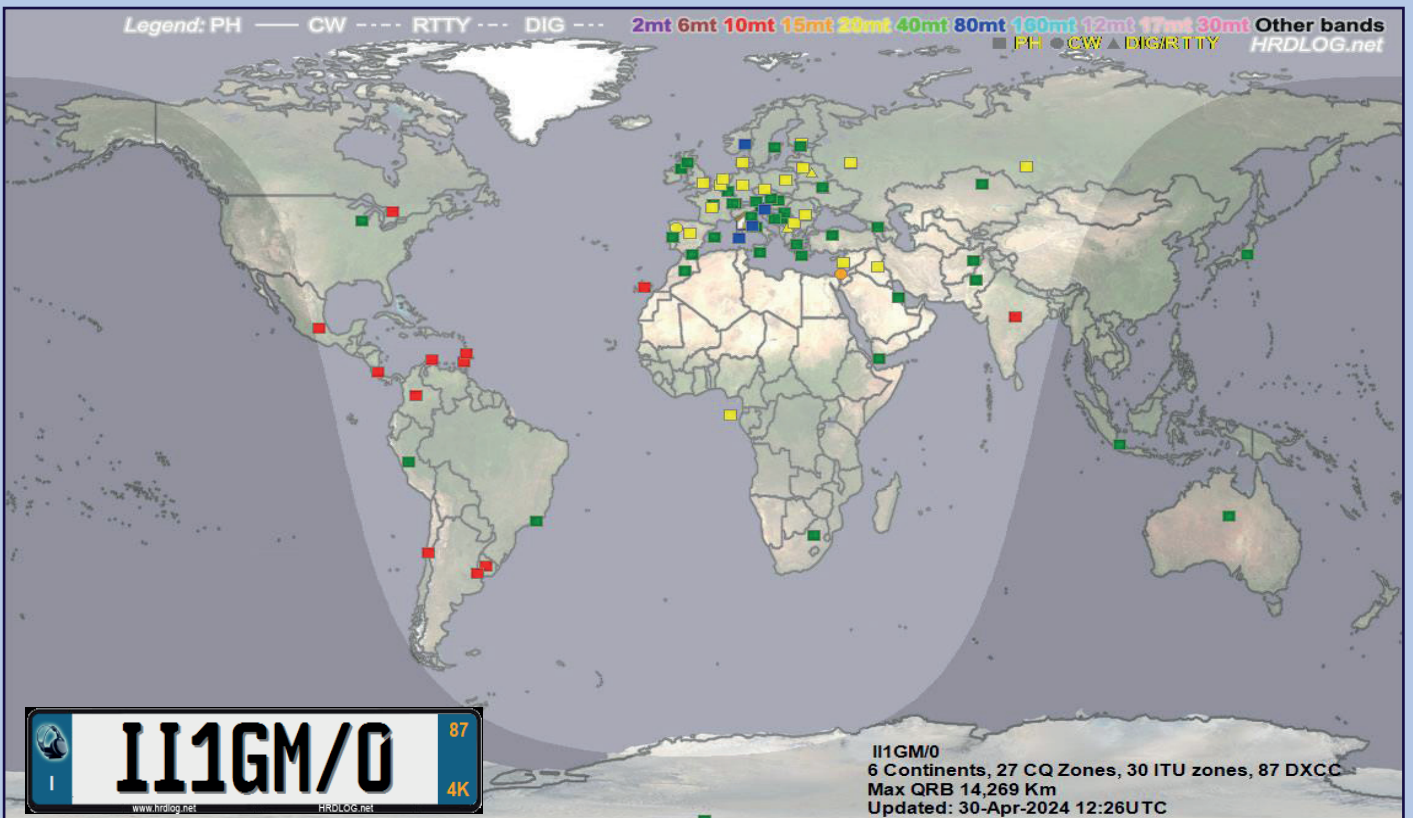 Legend: PH CW RTTY DIG 2mt 6mt 10mt 15mt 20mt 40mt 80mt 160mt 12mt 17mt 30mt Other bands
PH CW DIG/RTTY HRDLOG.net
87
II1GM/0
I
4K
www.hrdlog.net HRDLOG.net
II1GM/0
6 Continents, 27 CQ Zones, 30 ITU zones, 87 DXCC
Max QRB 14,269 Km
Updated: 30-Apr-2024 12:26UTC